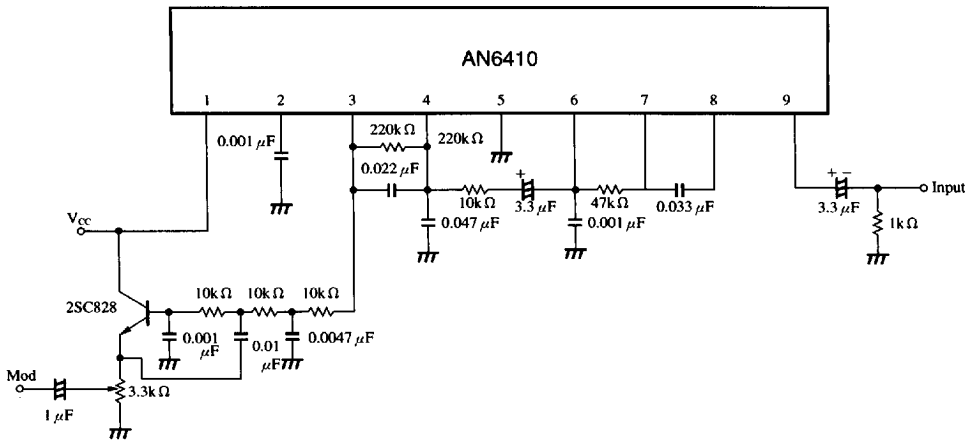 AN6410
1 2 3 4 5 6 7 8 9
220kΩ
220kΩ
0.001 μF
0.022 μF
+
+ −
Input
10kΩ
3.3 μF
47kΩ
0.033 μF
3.3 μF
0.047 μF
0.001 μF
1kΩ
VCC
10kΩ 10kΩ 10kΩ
2SC828
0.001
μF
0.01
μF
0.0047 μF
Mod
3.3kΩ
1 μF